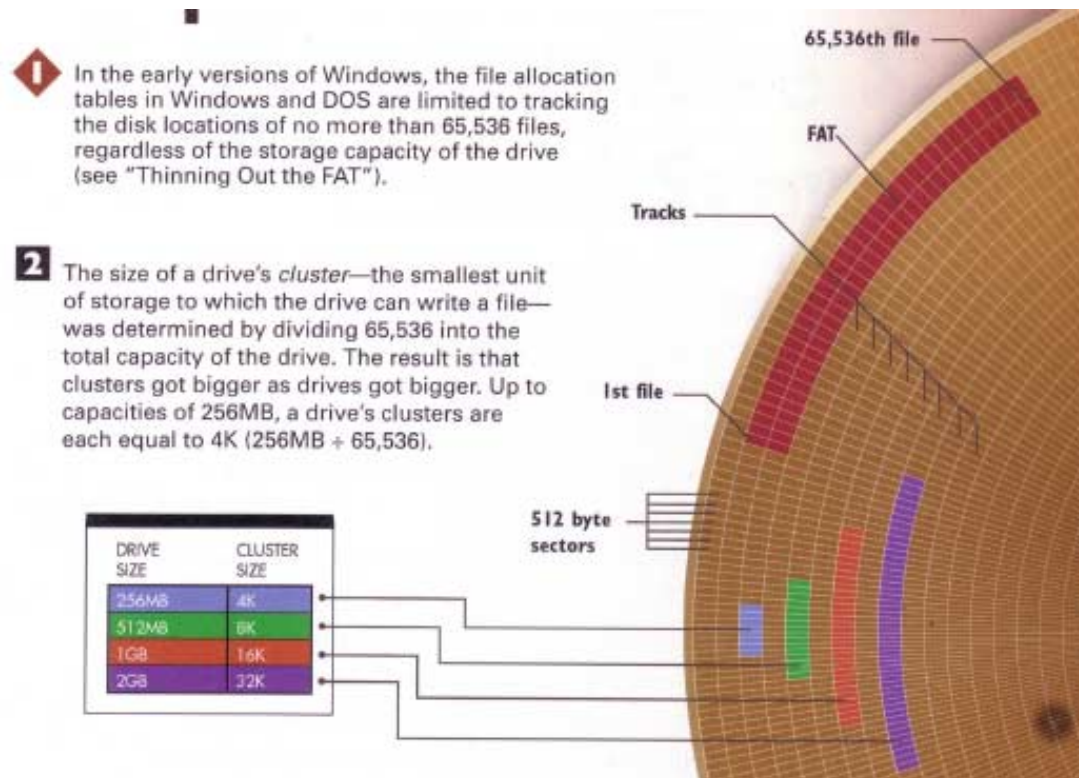 1
In the early versions of Windows, the file allocation
tables in Windows and DOS are limited to tracking
the disk locations of no more than 65,536 files,
regardless of the storage capacity of the drive
(see "Thinning Out the FAT").
2
The size of a drive's cluster—the smallest unit
of storage to which the drive can write a file—
was determined by dividing 65,536 into the
total capacity of the drive. The result is that
clusters got bigger as drives got bigger. Up to
capacities of 256MB, a drive's clusters are
each equal to 4K (256MB ÷ 65,536).
65,536th file
FAT
Tracks
1st file
512 byte
sectors
DRIVE SIZE CLUSTER SIZE
256MB 4K
512MB 8K
1GB 16K
2GB 32K